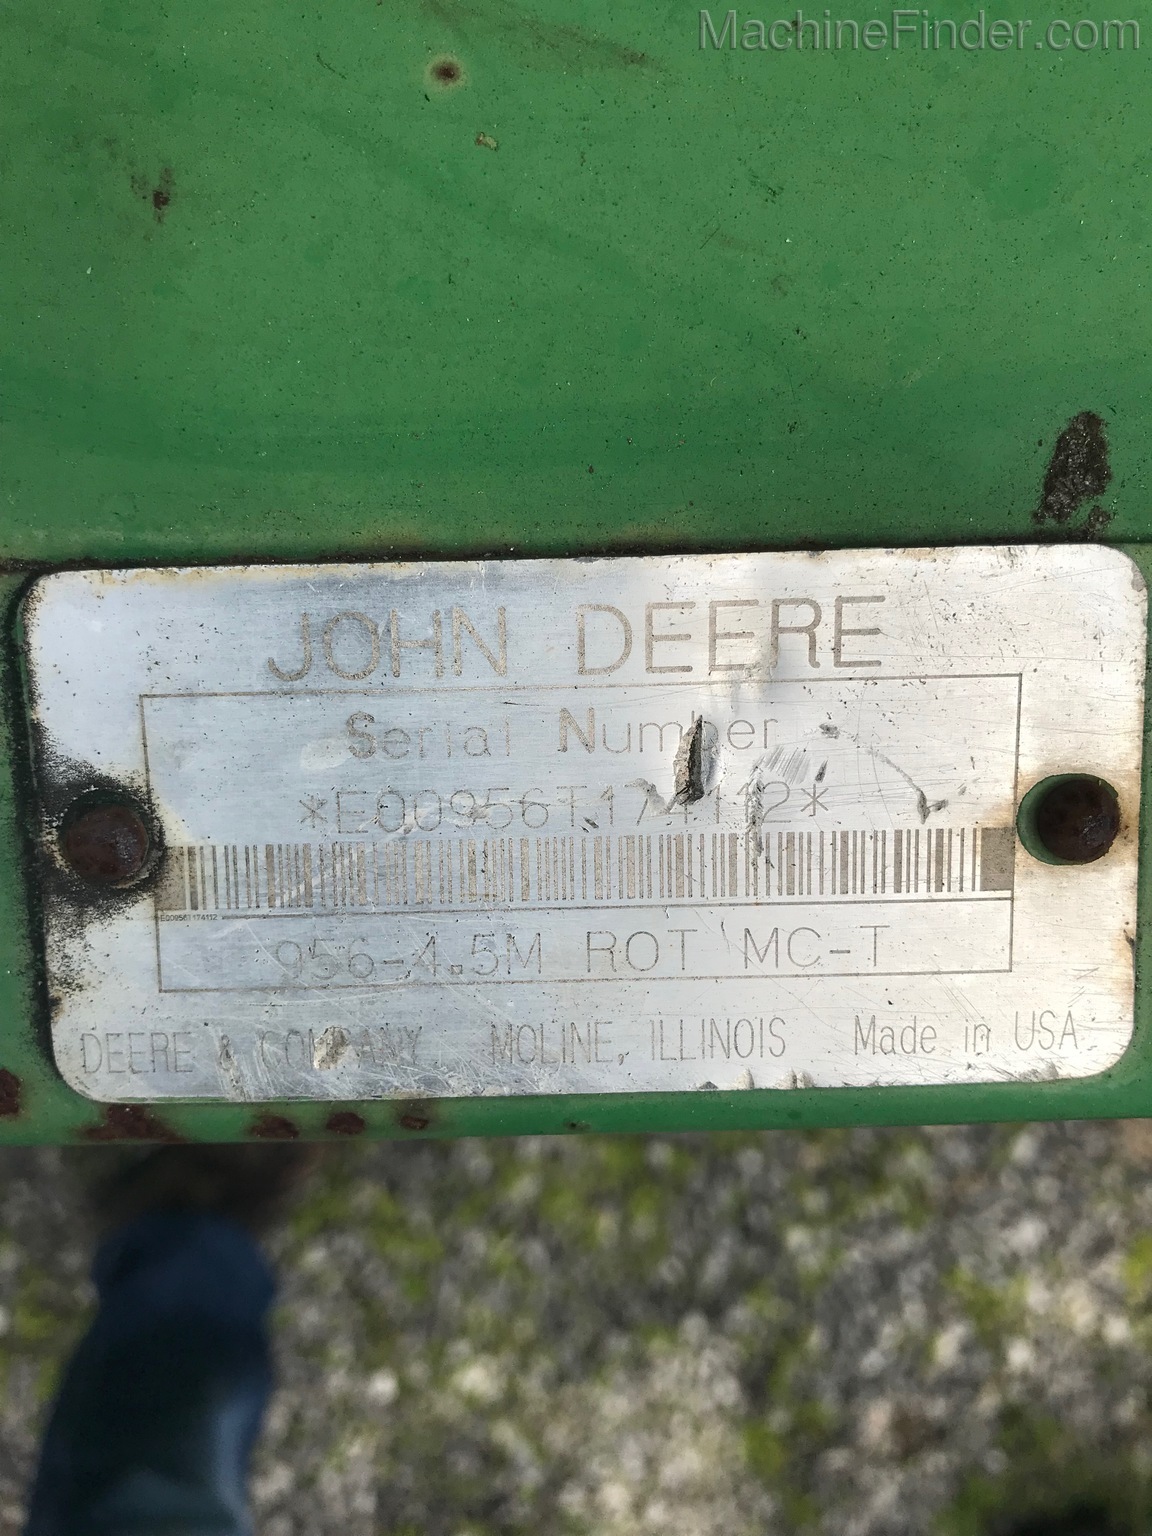 MachineFinder.com
JOHN DEERE
Serial Number
*E00956T174112*
E00956T174112
956-4.5M ROT MC-T
DEERE & COMPANY MOLINE, ILLINOIS Made in USA